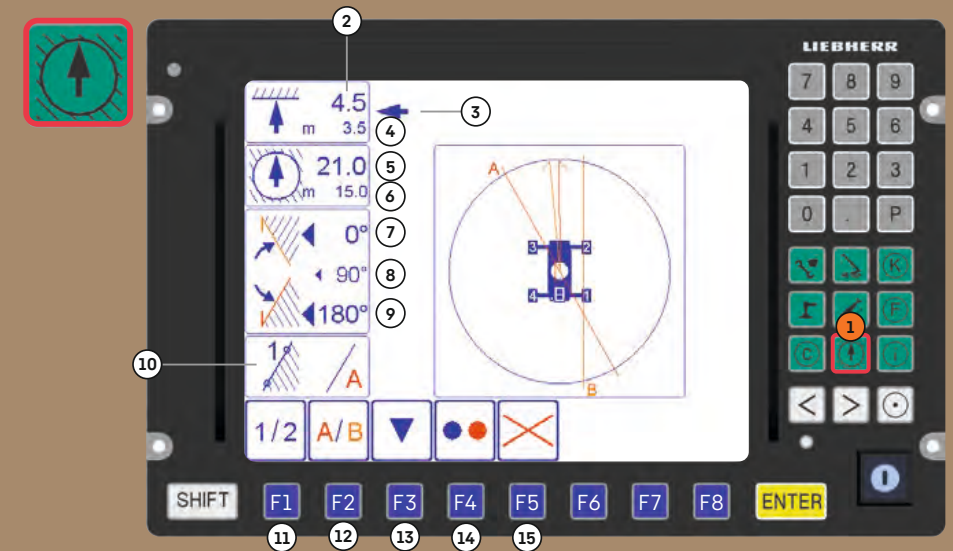 2
LIEBHERR
7 8 9
4.5
3
m 3.5
4
4 5 6
21.0
5
m 15.0
6
A
1 2 3
0°
7
0 . P
90°
8
3 2
180°
9
4 1
K
F
1
C
i
10
1
A
B
< >
1/2 A/B
SHIFT F1 F2 F3 F4 F5 F6 F7 F8 ENTER
11 12 13 14 15